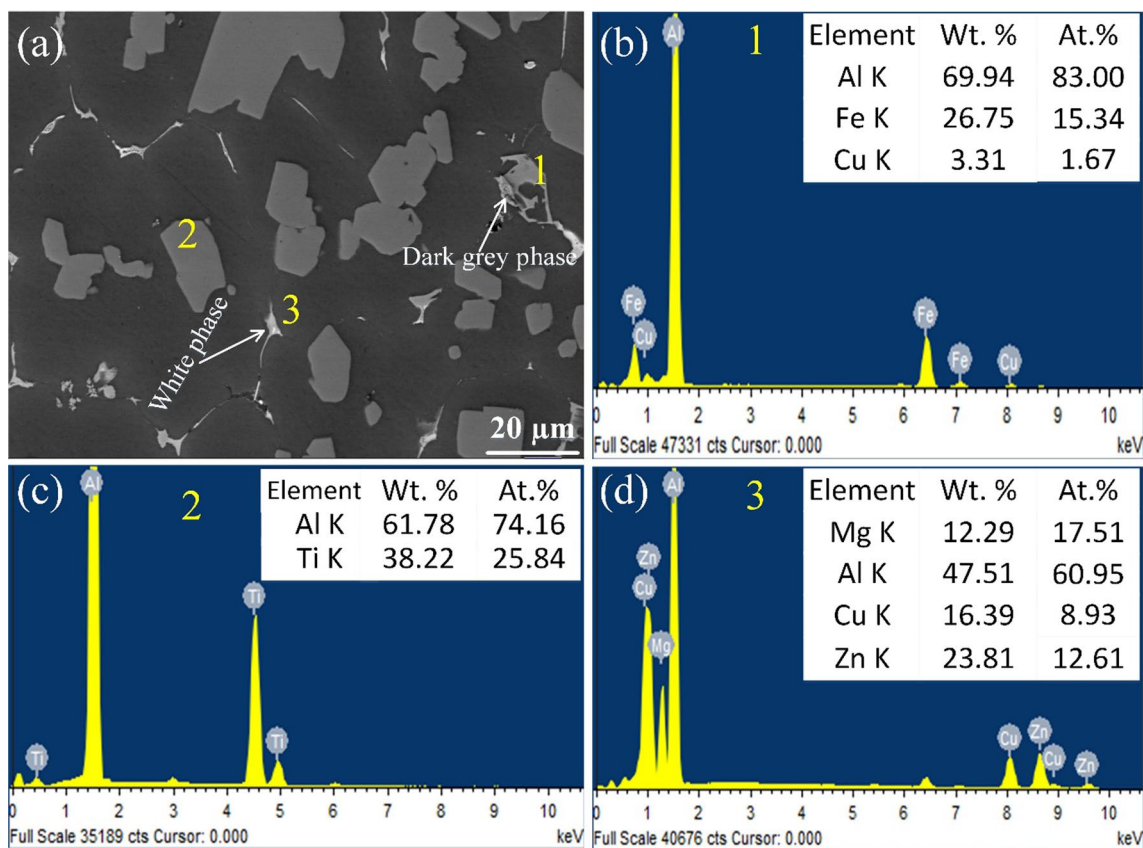 (a)
1
Dark grey phase
2
3
White phase
20 μm
(b)
1
Al
Element Wt. % At.%
Al K 69.94 83.00
Fe K 26.75 15.34
Cu K 3.31 1.67
Fe
Cu
Fe
Fe
Cu
0 1 2 3 4 5 6 7 8 9 10
Full Scale 47331 cts Cursor: 0.000 keV
(c)
Al
2
Element Wt. % At.%
Al K 61.78 74.16
Ti K 38.22 25.84
Ti
Ti
Ti
0 1 2 3 4 5 6 7 8 9 10
Full Scale 35189 cts Cursor: 0.000 keV
(d)
Al
3
Element Wt. % At.%
Mg K 12.29 17.51
Al K 47.51 60.95
Cu K 16.39 8.93
Zn K 23.81 12.61
Zn
Cu
Mg
Cu
Zn
Cu
Zn
0 1 2 3 4 5 6 7 8 9 10
Full Scale 40676 cts Cursor: 0.000 keV